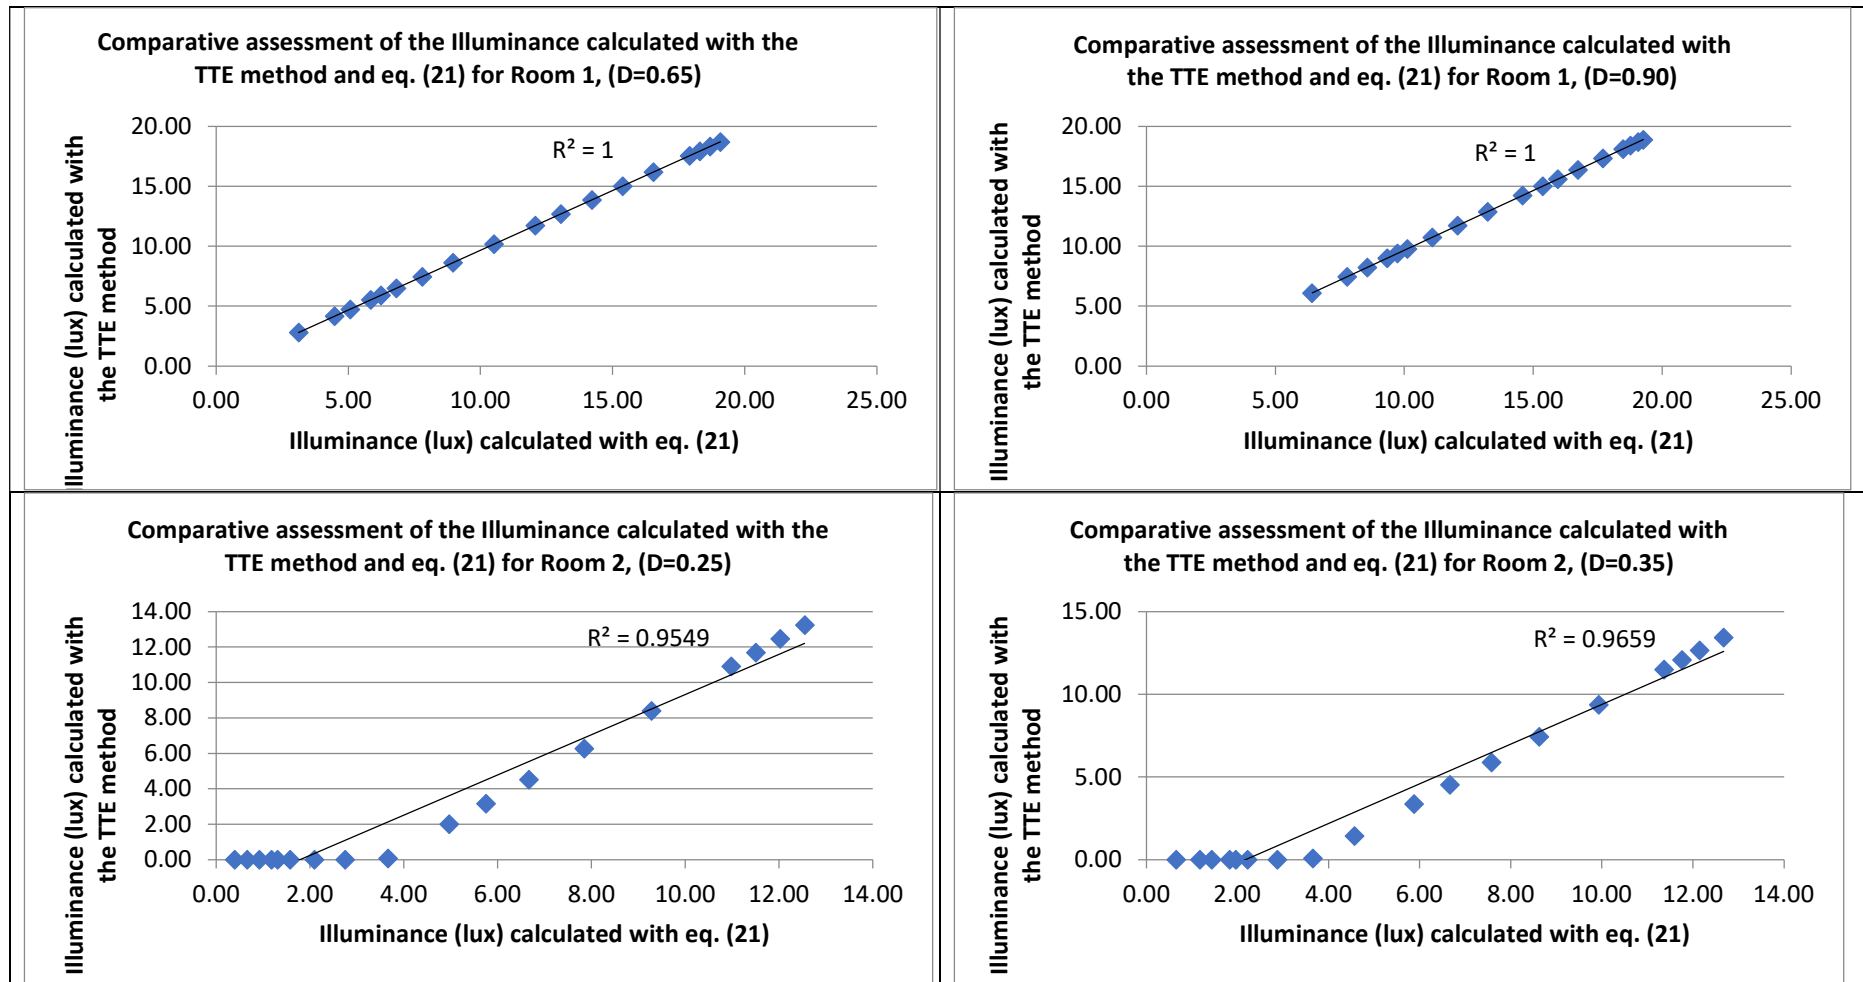 Comparative assessment of the Illuminance calculated with the
TTE method and eq. (21) for Room 1, (D=0.65)
Illuminance (lux) calculated with
the TTE method
20.00
15.00
10.00
5.00
0.00
R² = 1
0.00 5.00 10.00 15.00 20.00 25.00
Illuminance (lux) calculated with eq. (21)
Comparative assessment of the Illuminance calculated with
the TTE method and eq. (21) for Room 1, (D=0.90)
Illuminance (lux) calculated with
the TTE method
20.00
15.00
10.00
5.00
0.00
R² = 1
0.00 5.00 10.00 15.00 20.00 25.00
Illuminance (lux) calculated with eq. (21)
Comparative assessment of the Illuminance calculated with the
TTE method and eq. (21) for Room 2, (D=0.25)
Illuminance (lux) calculated with
the TTE method
14.00
12.00
10.00
8.00
6.00
4.00
2.00
0.00
R² = 0.9549
0.00 2.00 4.00 6.00 8.00 10.00 12.00 14.00
Illuminance (lux) calculated with eq. (21)
Comparative assessment of the Illuminance calculated with
the TTE method and eq. (21) for Room 2, (D=0.35)
Illuminance (lux) calculated with
the TTE method
15.00
10.00
5.00
0.00
R² = 0.9659
0.00 2.00 4.00 6.00 8.00 10.00 12.00 14.00
Illuminance (lux) calculated with eq. (21)